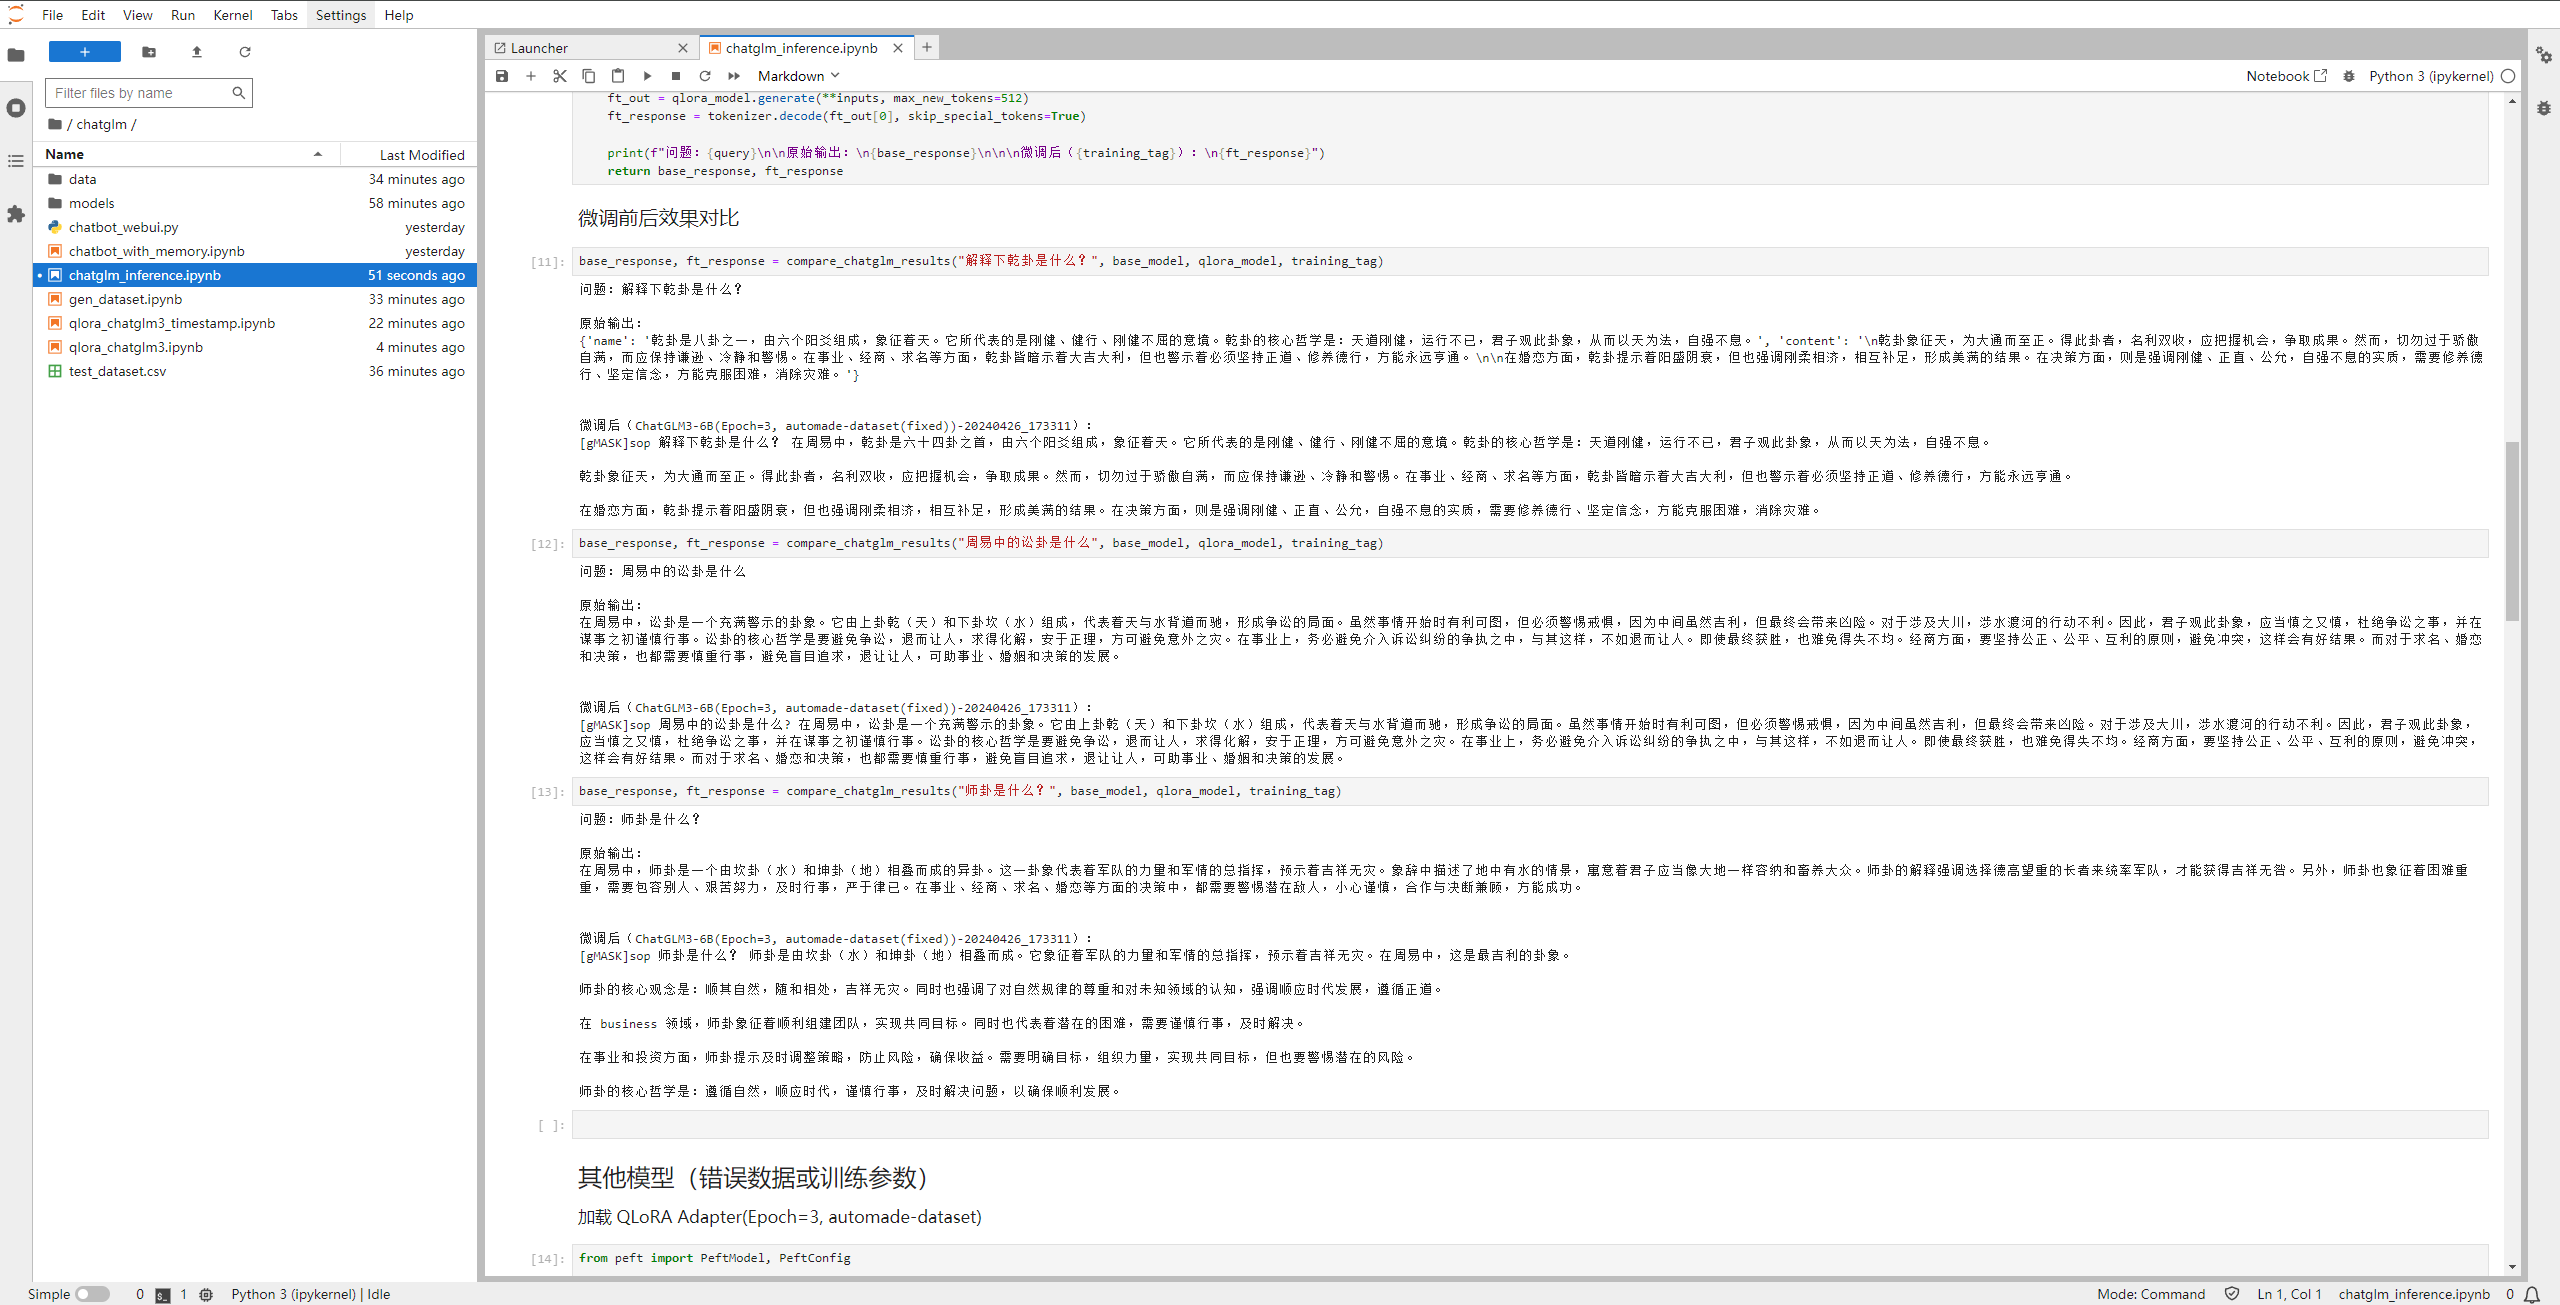 File Edit View Run Kernel Tabs Settings Help
Filter files by name
/ chatglm /
Name Last Modified
data 34 minutes ago
models 58 minutes ago
chatbot_webui.py yesterday
chatbot_with_memory.ipynb yesterday
chatglm_inference.ipynb 51 seconds ago
gen_dataset.ipynb 33 minutes ago
qlora_chatglm3_timestamp.ipynb 22 minutes ago
qlora_chatglm3.ipynb 4 minutes ago
test_dataset.csv 36 minutes ago
Launcher chatglm_inference.ipynb
Markdown Notebook Python 3 (ipykernel)
ft_out = qlora_model.generate(**inputs, max_new_tokens=512)
ft_response = tokenizer.decode(ft_out[0], skip_special_tokens=True)
print(f"问题：{query}\n\n原始输出：\n{base_response}\n\n\n微调后（{training_tag}）：\n{ft_response}")
return base_response, ft_response
微调前后效果对比
[11]: base_response, ft_response = compare_chatglm_results("解释下乾卦是什么？", base_model, qlora_model, training_tag)
问题：解释下乾卦是什么？
原始输出：
{'name': '乾卦是八卦之一，由六个阳爻组成，象征着天。它所代表的是刚健、健行、刚健不屈的意境。乾卦的核心哲学是：天道刚健，运行不已，君子观此卦象，从而以天为法，自强不息。', 'content': '\n乾卦象征天，为大通而至正。得此卦者，名利双收，应把握机会，争取成果。然而，切勿过于骄傲
自满，而应保持谦逊、冷静和警惕。在事业、经商、求名等方面，乾卦皆暗示着大吉大利，但也警示着必须坚持正道、修养德行，方能永远亨通。\n\n在婚恋方面，乾卦提示着阳盛阴衰，但也强调刚柔相济，相互补足，形成美满的结果。在决策方面，则是强调刚健、正直、公允，自强不息的实质，需要修养德
行、坚定信念，方能克服困难，消除灾难。'}
微调后（ChatGLM3-6B(Epoch=3, automade-dataset(fixed))-20240426_173311）：
[gMASK]sop 解释下乾卦是什么？ 在周易中，乾卦是六十四卦之首，由六个阳爻组成，象征着天。它所代表的是刚健、健行、刚健不屈的意境。乾卦的核心哲学是：天道刚健，运行不已，君子观此卦象，从而以天为法，自强不息。
乾卦象征天，为大通而至正。得此卦者，名利双收，应把握机会，争取成果。然而，切勿过于骄傲自满，而应保持谦逊、冷静和警惕。在事业、经商、求名等方面，乾卦皆暗示着大吉大利，但也警示着必须坚持正道、修养德行，方能永远亨通。
在婚恋方面，乾卦提示着阳盛阴衰，但也强调刚柔相济，相互补足，形成美满的结果。在决策方面，则是强调刚健、正直、公允，自强不息的实质，需要修养德行、坚定信念，方能克服困难，消除灾难。
[12]: base_response, ft_response = compare_chatglm_results("周易中的讼卦是什么", base_model, qlora_model, training_tag)
问题：周易中的讼卦是什么
原始输出：
在周易中，讼卦是一个充满警示的卦象。它由上卦乾（天）和下卦坎（水）组成，代表着天与水背道而驰，形成争讼的局面。虽然事情开始时有利可图，但必须警惕戒惧，因为中间虽然吉利，但最终会带来凶险。对于涉及大川，涉水渡河的行动不利。因此，君子观此卦象，应当慎之又慎，杜绝争讼之事，并在
谋事之初谨慎行事。讼卦的核心哲学是要避免争讼，退而让人，求得化解，安于正理，方可避免意外之灾。在事业上，务必避免介入诉讼纠纷的争执之中，与其这样，不如退而让人。即使最终获胜，也难免得失不均。经商方面，要坚持公正、公平、互利的原则，避免冲突，这样会有好结果。而对于求名、婚恋
和决策，也都需要慎重行事，避免盲目追求，退让让人，可助事业、婚姻和决策的发展。
微调后（ChatGLM3-6B(Epoch=3, automade-dataset(fixed))-20240426_173311）：
[gMASK]sop 周易中的讼卦是什么? 在周易中，讼卦是一个充满警示的卦象。它由上卦乾（天）和下卦坎（水）组成，代表着天与水背道而驰，形成争讼的局面。虽然事情开始时有利可图，但必须警惕戒惧，因为中间虽然吉利，但最终会带来凶险。对于涉及大川，涉水渡河的行动不利。因此，君子观此卦象，
应当慎之又慎，杜绝争讼之事，并在谋事之初谨慎行事。讼卦的核心哲学是要避免争讼，退而让人，求得化解，安于正理，方可避免意外之灾。在事业上，务必避免介入诉讼纠纷的争执之中，与其这样，不如退而让人。即使最终获胜，也难免得失不均。经商方面，要坚持公正、公平、互利的原则，避免冲突，
这样会有好结果。而对于求名、婚恋和决策，也都需要慎重行事，避免盲目追求，退让让人，可助事业、婚姻和决策的发展。
[13]: base_response, ft_response = compare_chatglm_results("师卦是什么？", base_model, qlora_model, training_tag)
问题：师卦是什么？
原始输出：
在周易中，师卦是一个由坎卦（水）和坤卦（地）相叠而成的异卦。这一卦象代表着军队的力量和军情的总指挥，预示着吉祥无灾。象辞中描述了地中有水的情景，寓意着君子应当像大地一样容纳和畜养大众。师卦的解释强调选择德高望重的长者来统率军队，才能获得吉祥无咎。另外，师卦也象征着困难重
重，需要包容别人、艰苦努力，及时行事，严于律已。在事业、经商、求名、婚恋等方面的决策中，都需要警惕潜在敌人，小心谨慎，合作与决断兼顾，方能成功。
微调后（ChatGLM3-6B(Epoch=3, automade-dataset(fixed))-20240426_173311）：
[gMASK]sop 师卦是什么？ 师卦是由坎卦（水）和坤卦（地）相叠而成。它象征着军队的力量和军情的总指挥，预示着吉祥无灾。在周易中，这是最吉利的卦象。
师卦的核心观念是：顺其自然，随和相处，吉祥无灾。同时也强调了对自然规律的尊重和对未知领域的认知，强调顺应时代发展，遵循正道。
在 business 领域，师卦象征着顺利组建团队，实现共同目标。同时也代表着潜在的困难，需要谨慎行事，及时解决。
在事业和投资方面，师卦提示及时调整策略，防止风险，确保收益。需要明确目标，组织力量，实现共同目标，但也要警惕潜在的风险。
师卦的核心哲学是：遵循自然，顺应时代，谨慎行事，及时解决问题，以确保顺利发展。
[ ]:
其他模型（错误数据或训练参数）
加载 QLoRA Adapter(Epoch=3, automade-dataset)
[14]: from peft import PeftModel, PeftConfig
Simple 0 1 Python 3 (ipykernel) | Idle Mode: Command Ln 1, Col 1 chatglm_inference.ipynb 0